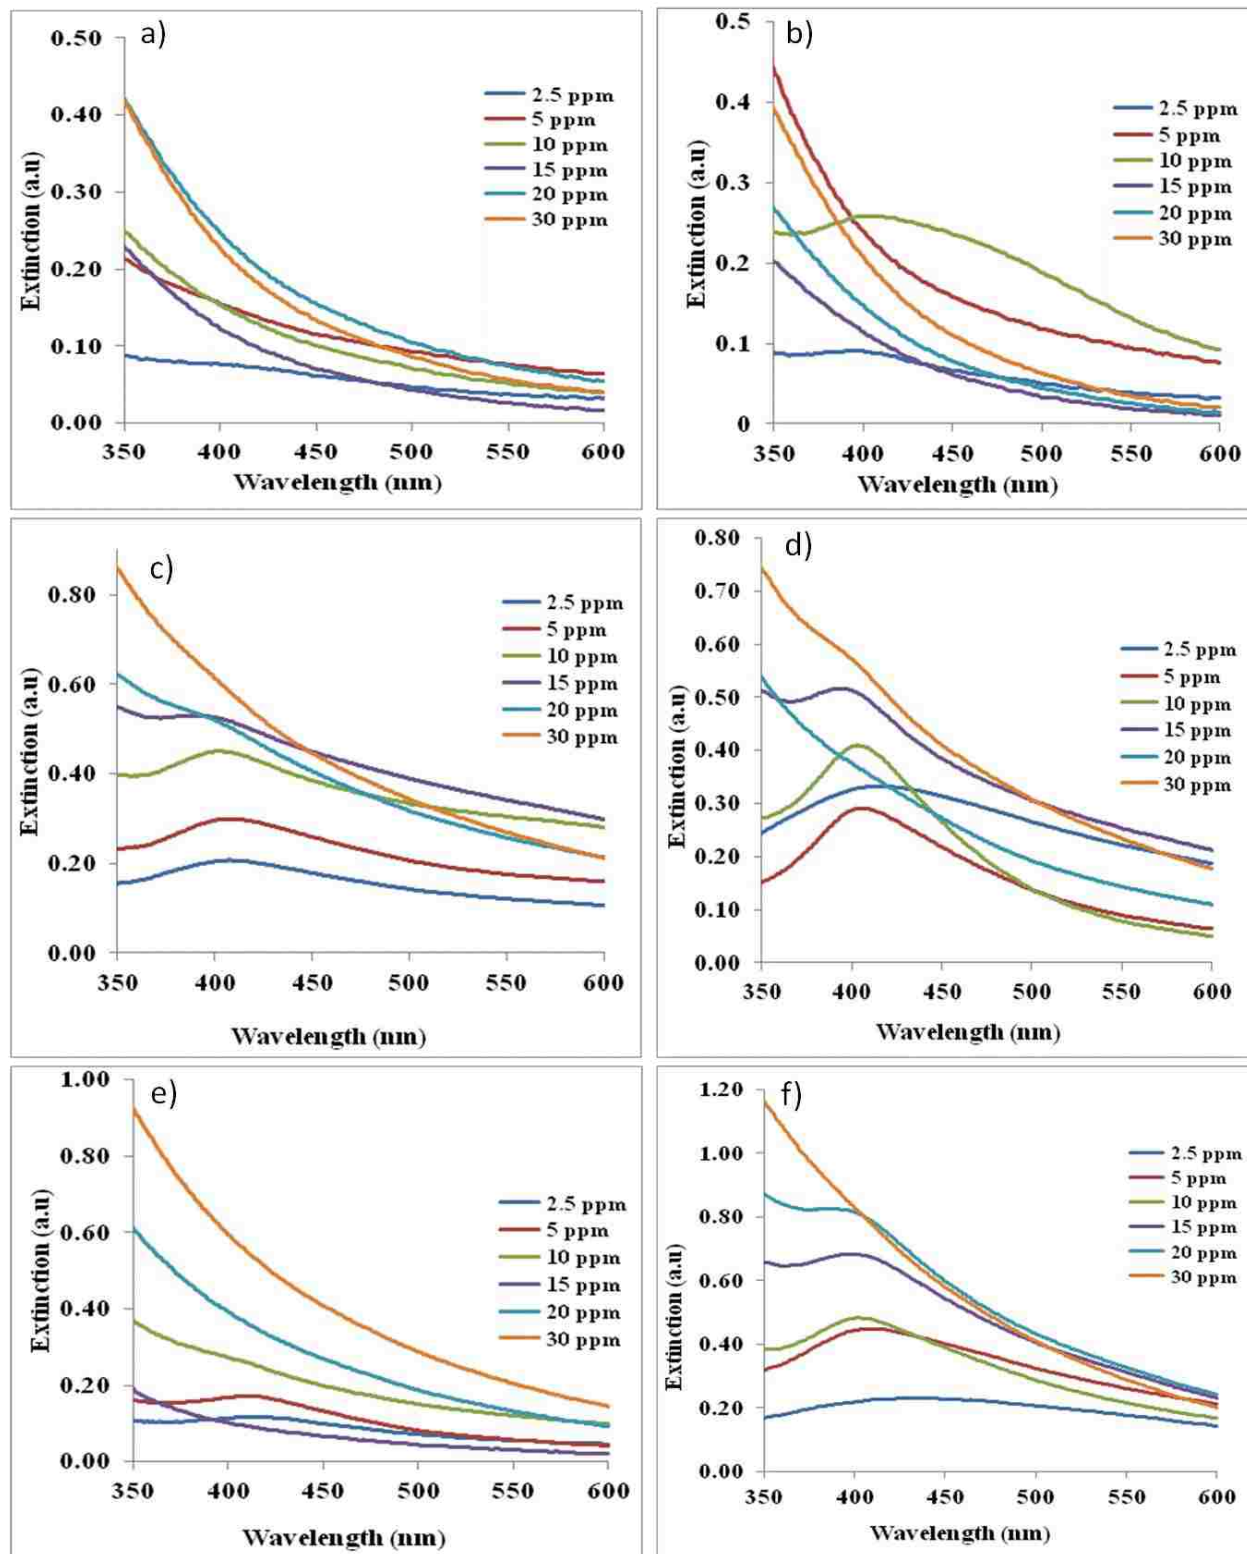 a)
0.50
0.40
0.30
0.20
0.10
0.00
Extinction (a.u)
350 400 450 500 550 600
Wavelength (nm)
2.5 ppm
5 ppm
10 ppm
15 ppm
20 ppm
30 ppm
b)
0.5
0.4
0.3
0.2
0.1
0
Extinction (a.u)
350 400 450 500 550 600
Wavelength (nm)
2.5 ppm
5 ppm
10 ppm
15 ppm
20 ppm
30 ppm
c)
0.80
0.60
0.40
0.20
0.00
Extinction (a.u)
350 400 450 500 550 600
Wavelength (nm)
2.5 ppm
5 ppm
10 ppm
15 ppm
20 ppm
30 ppm
d)
0.80
0.70
0.60
0.50
0.40
0.30
0.20
0.10
0.00
Extinction (a.u)
350 400 450 500 550 600
Wavelength (nm)
2.5 ppm
5 ppm
10 ppm
15 ppm
20 ppm
30 ppm
e)
1.00
0.80
0.60
0.40
0.20
0.00
Extinction (a.u)
350 400 450 500 550 600
Wavelength (nm)
2.5 ppm
5 ppm
10 ppm
15 ppm
20 ppm
30 ppm
f)
1.20
1.00
0.80
0.60
0.40
0.20
0.00
Extinction (a.u)
350 400 450 500 550 600
Wavelength (nm)
2.5 ppm
5 ppm
10 ppm
15 ppm
20 ppm
30 ppm